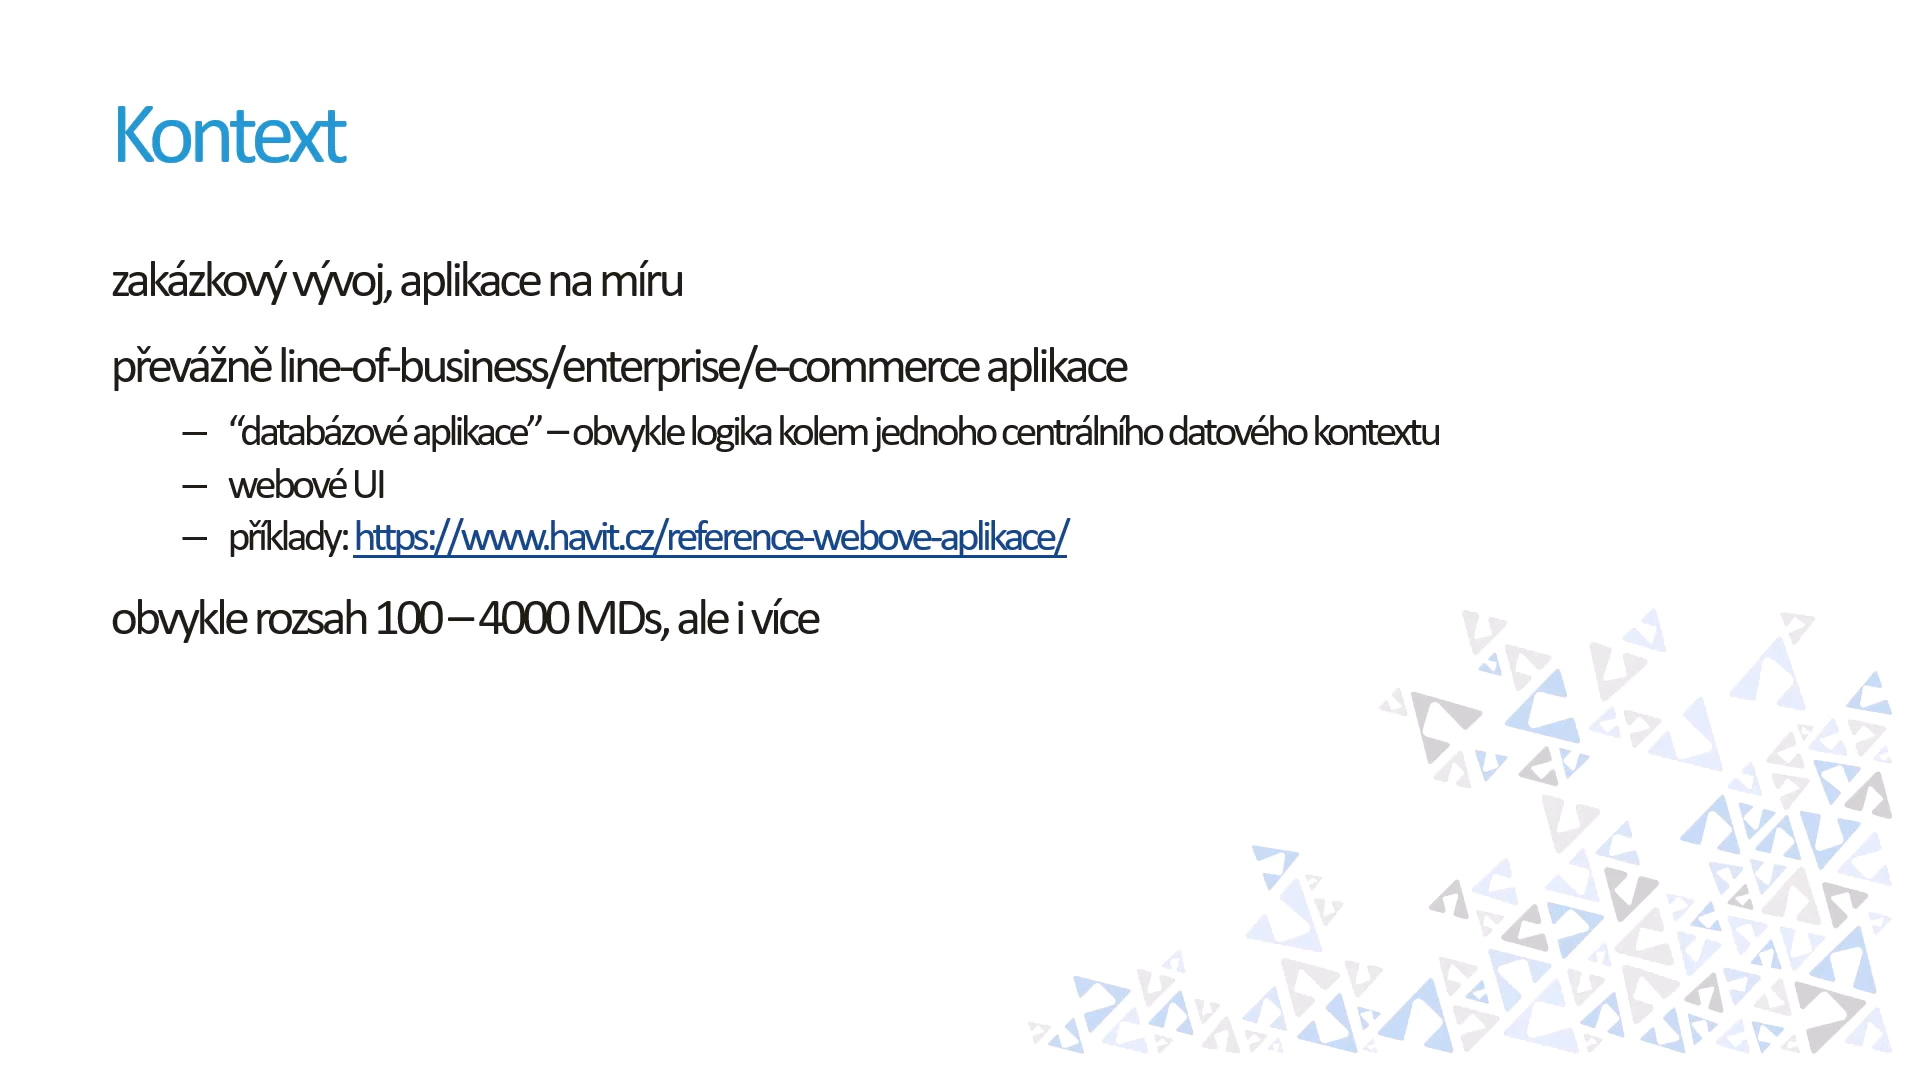 Kontext
zakázkový vývoj, aplikace na míru
převážně line-of-business/enterprise/e-commerce aplikace
– “databázové aplikace” – obvykle logika kolem jednoho centrálního datového kontextu
– webové UI
– příklady: https://www.havit.cz/reference-webove-aplikace/
obvykle rozsah 100 – 4000 MDs, ale i více